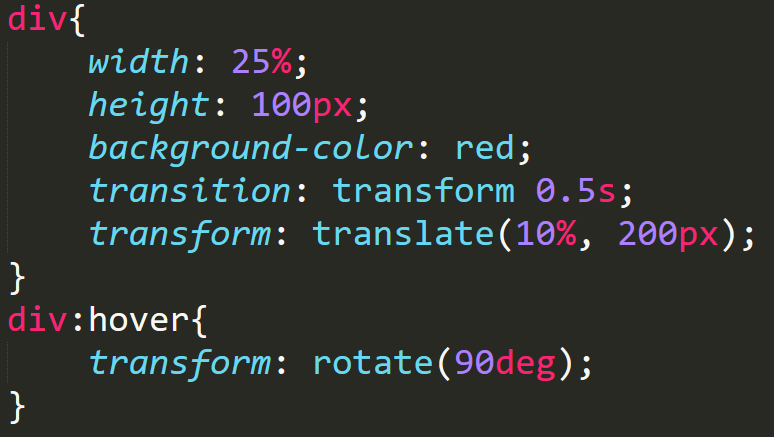 div{
    width: 25%;
    height: 100px;
    background-color: red;
    transition: transform 0.5s;
    transform: translate(10%, 200px);
}
div:hover{
    transform: rotate(90deg);
}